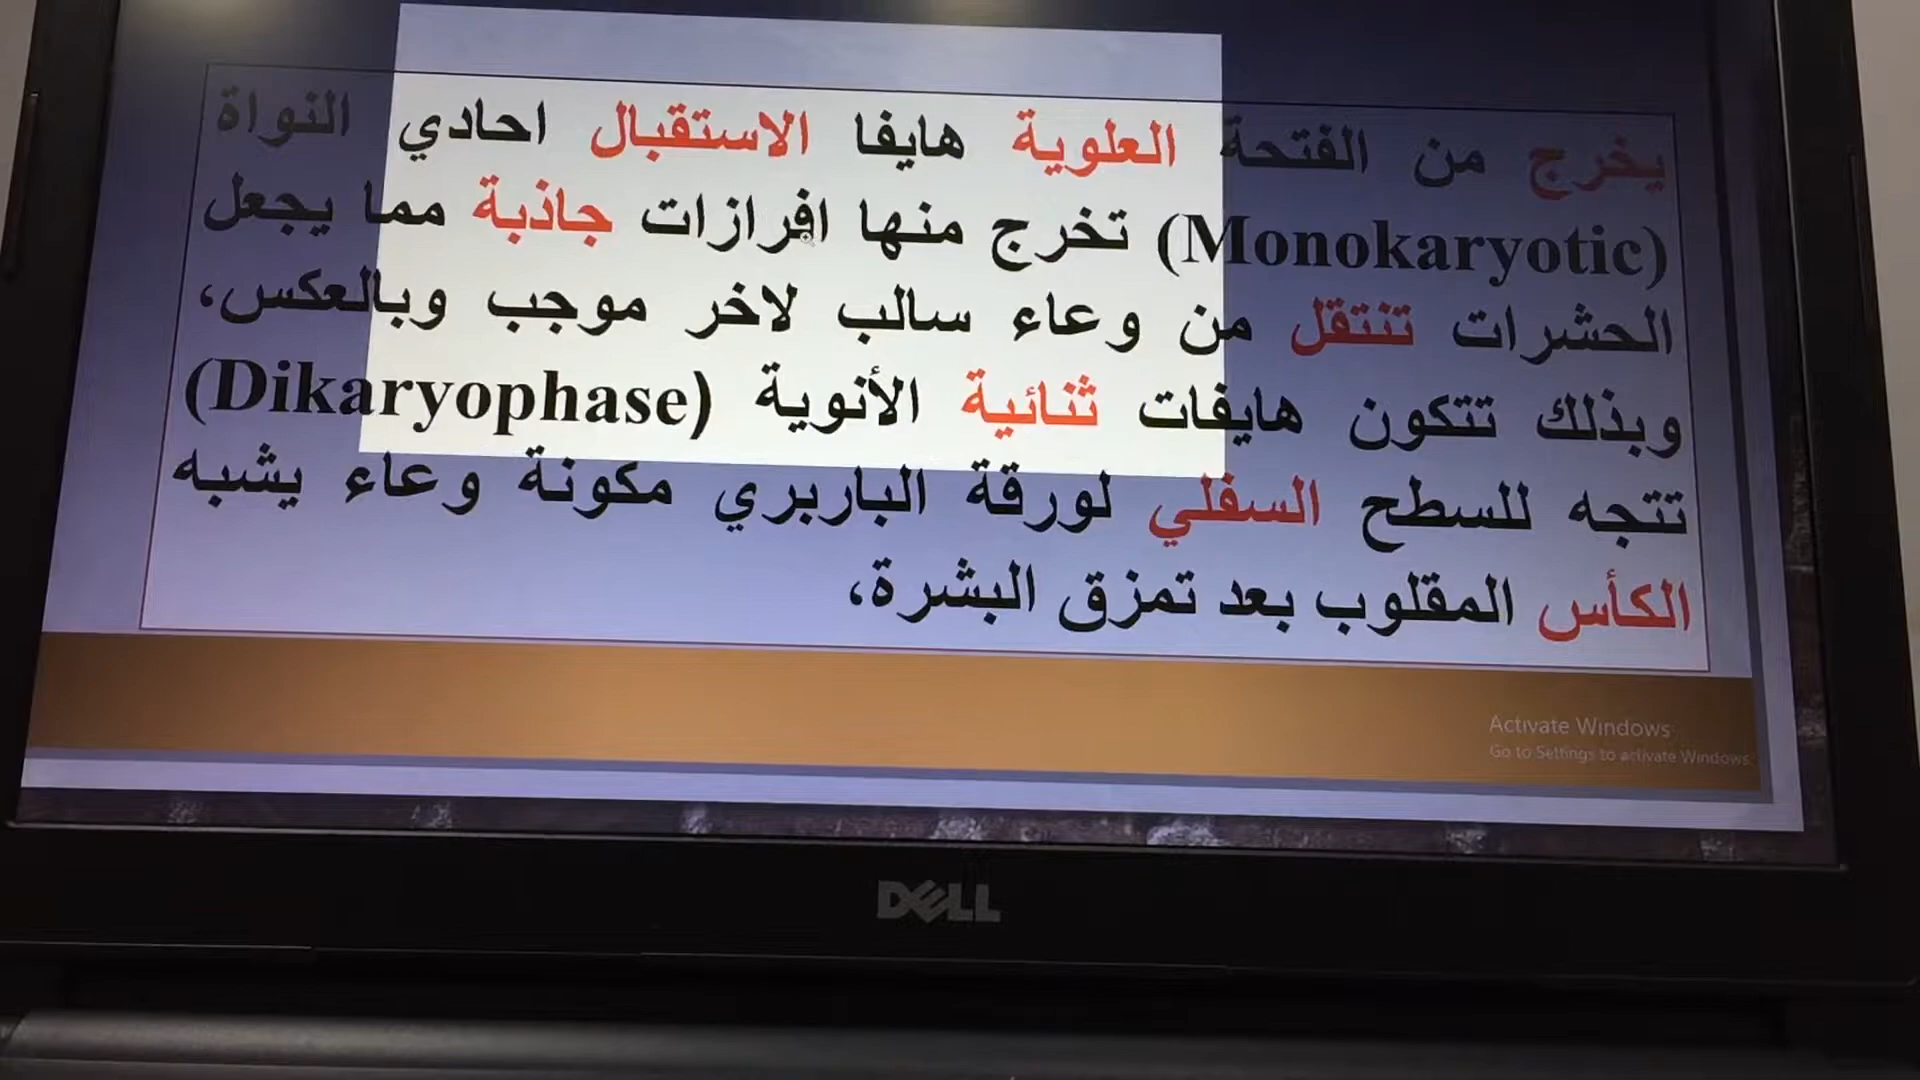 يخرج من الفتحة العلوية هايفا الاستقبال احادي النواة
(Monokaryotic) تخرج منها افرازات جاذبة مما يجعل
الحشرات تنتقل من وعاء سالب لاخر موجب وبالعكس،
وبذلك تتكون هايفات ثنائية الأنوية (Dikaryophase)
تتجه للسطح السفلي لورقة الباربري مكونة وعاء يشبه
الكأس المقلوب بعد تمزق البشرة،
Activate Windows
Go to Settings to activate Windows
DELL